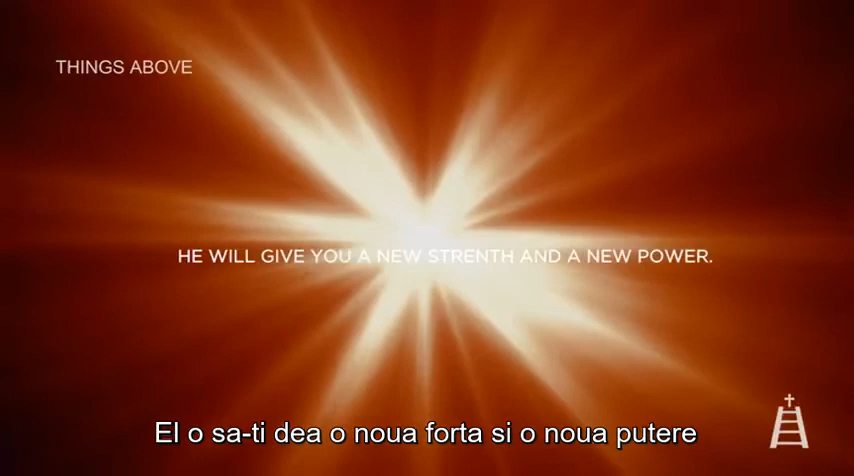 THINGS ABOVE
HE WILL GIVE YOU A NEW STRENTH AND A NEW POWER.
El o sa-ti dea o noua forta si o noua putere